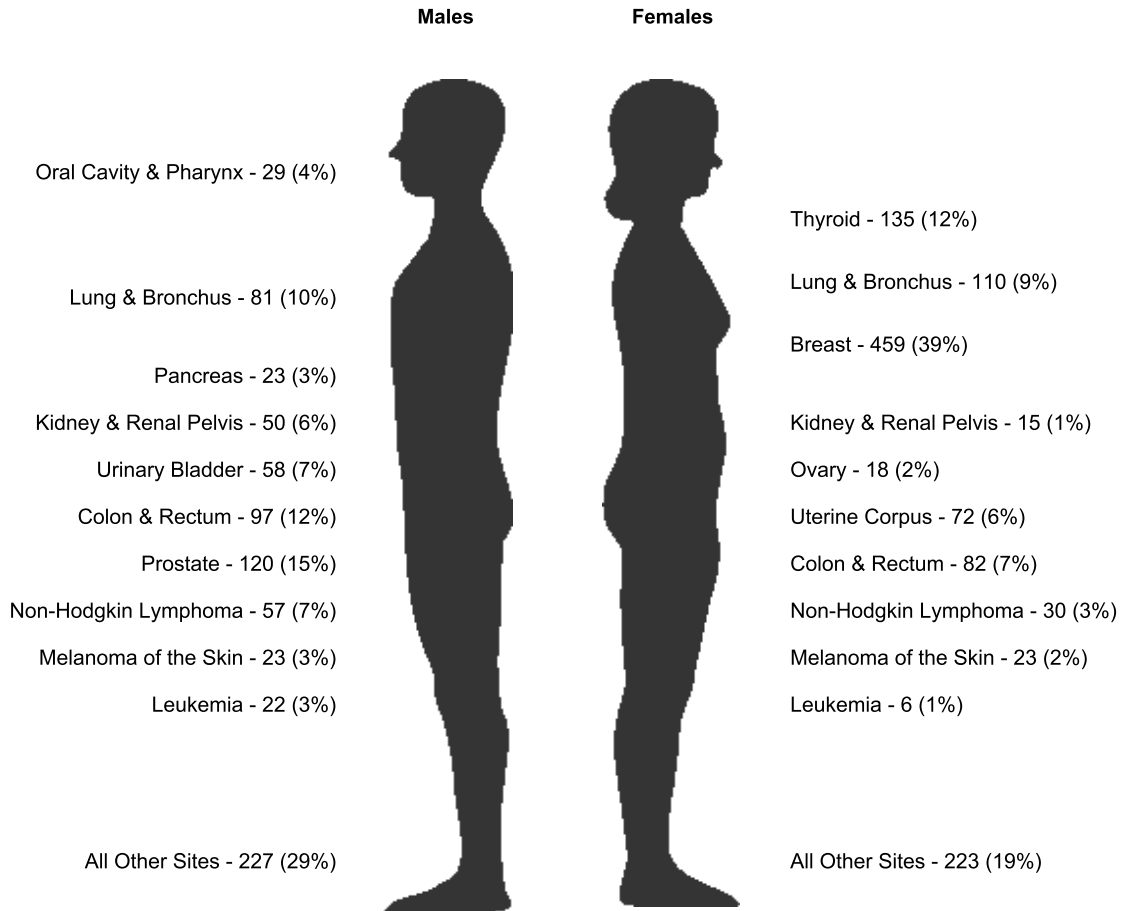 Males
Females
Oral Cavity & Pharynx - 29 (4%)
Lung & Bronchus - 81 (10%)
Pancreas - 23 (3%)
Kidney & Renal Pelvis - 50 (6%)
Urinary Bladder - 58 (7%)
Colon & Rectum - 97 (12%)
Prostate - 120 (15%)
Non-Hodgkin Lymphoma - 57 (7%)
Melanoma of the Skin - 23 (3%)
Leukemia - 22 (3%)
All Other Sites - 227 (29%)
Thyroid - 135 (12%)
Lung & Bronchus - 110 (9%)
Breast - 459 (39%)
Kidney & Renal Pelvis - 15 (1%)
Ovary - 18 (2%)
Uterine Corpus - 72 (6%)
Colon & Rectum - 82 (7%)
Non-Hodgkin Lymphoma - 30 (3%)
Melanoma of the Skin - 23 (2%)
Leukemia - 6 (1%)
All Other Sites - 223 (19%)